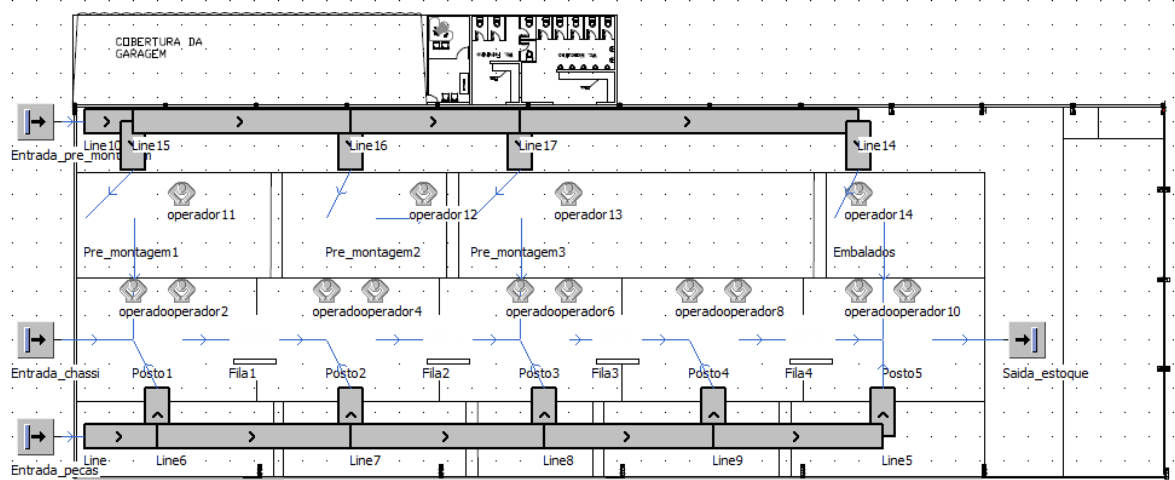 COBERTURA DA
GARAGEM
Line10
Line15
Line16
Line17
Line14
Entrada_pre_mont
operador11
operador12
operador13
operador14
Pre_montagem1
Pre_montagem2
Pre_montagem3
Embalados
operadooperador2
operadooperador4
operadooperador6
operadooperador8
operadooperador10
Entrada_chassi
Posto1
Fila1
Posto2
Fila2
Posto3
Fila3
Posto4
Fila4
Posto5
Saida_estoque
Line
Line6
Line7
Line8
Line9
Line5
Entrada_pecas